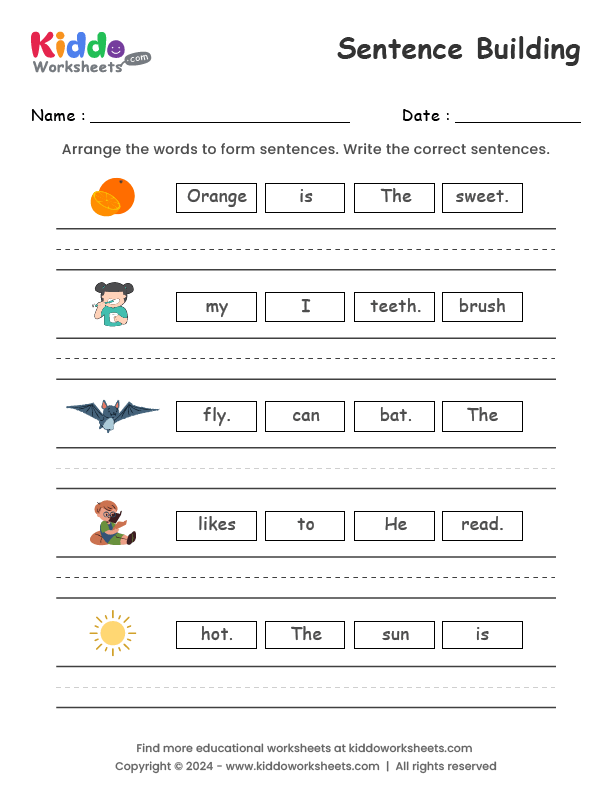 Kiddo
Worksheets.com
Sentence Building
Name : Date :
Arrange the words to form sentences. Write the correct sentences.
Orange is The sweet.
my I teeth. brush
fly. can bat. The
likes to He read.
hot. The sun is
Find more educational worksheets at kiddoworksheets.com
Copyright © 2024 - www.kiddoworksheets.com | All rights reserved